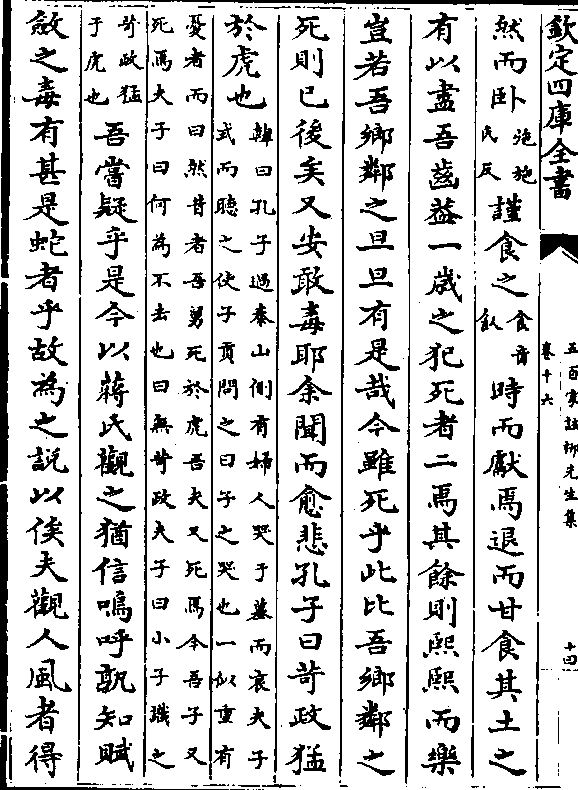 欽定四庫全書
五百家註柳先生集
卷十六
十四
然而卧弛施氏反謹食之食音飤時而獻焉退而甘食其土之
有以盡吾齒蓋一歲之犯死者二焉其餘則熙熙而樂
豈若吾鄉鄰之旦旦有是哉今雖死乎此比吾鄉鄰之
死則已後矣又安敢毒耶余聞而愈悲孔子曰苛政猛
於虎也韓曰孔子過泰山側有婦人哭于墓而哀夫子
式而聽之使子貢問之曰子之哭也一似重有
憂者而曰然昔者吾舅死於虎吾夫又死焉今吾子又
死焉夫子曰何為不去也曰無苛政夫子曰小子識之
苛政猛于虎也吾嘗疑乎是今以蔣氏觀之猶信嗚呼孰知賦
斂之毒有甚是蛇者乎故為之說以俟夫觀人風者得